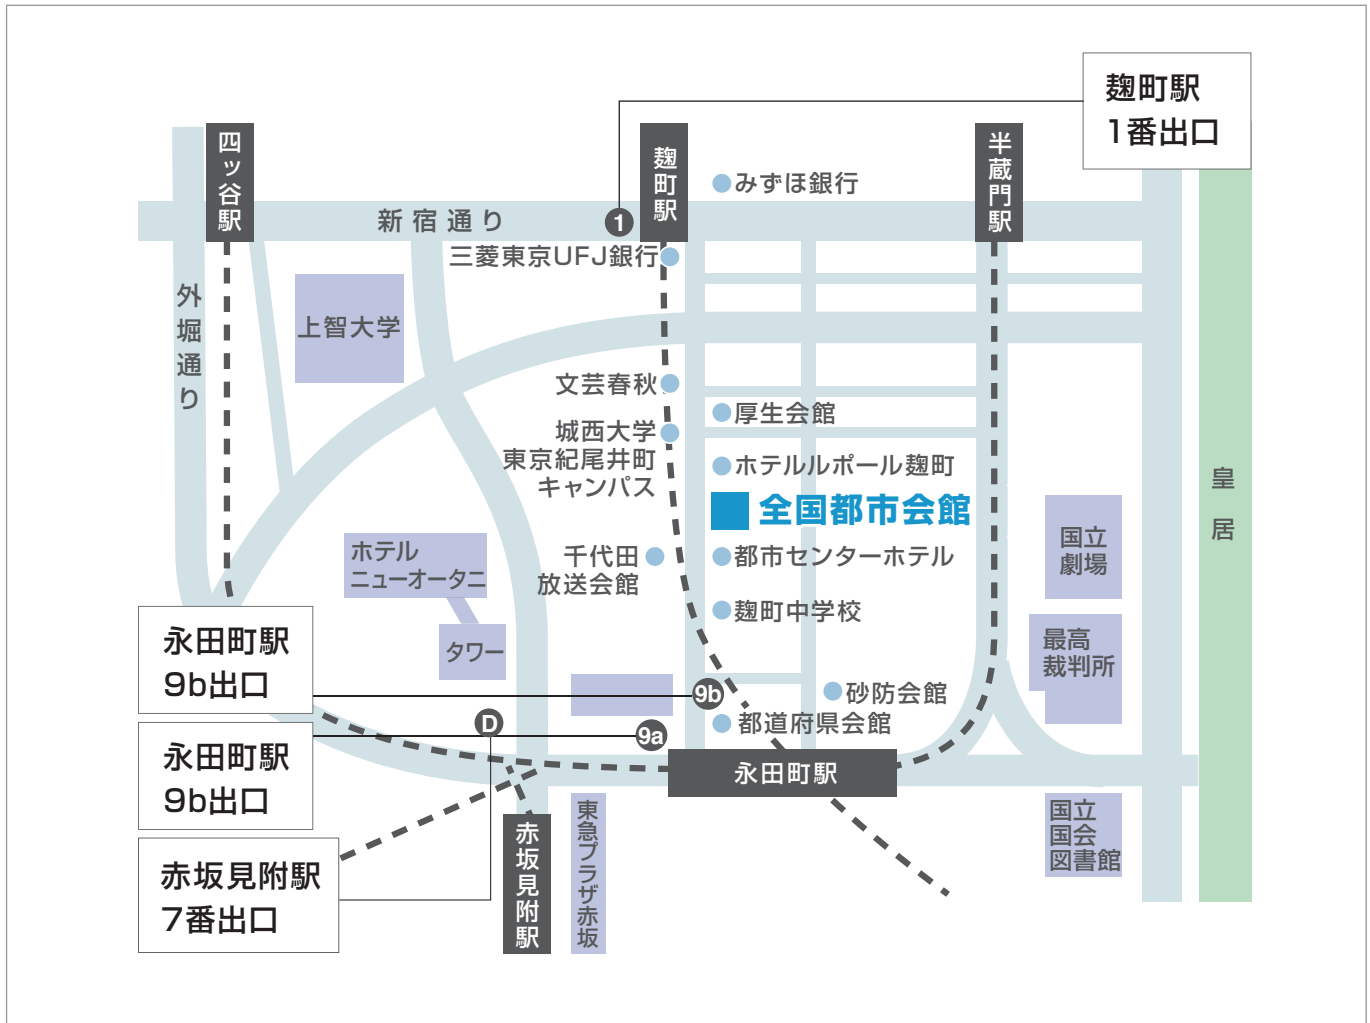 麹町駅
1番出口
四ッ谷駅
麹町駅
半蔵門駅
みずほ銀行
新宿通り
1
三菱東京UFJ銀行
外堀通り
上智大学
文芸春秋
厚生会館
城西大学
東京紀尾井町
キャンパス
ホテルルポール麹町
全国都市会館
皇居
国立
劇場
ホテル
ニューオータニ
千代田
放送会館
都市センターホテル
麹町中学校
タワー
最高
裁判所
永田町駅
9b出口
9b
砂防会館
都道府県会館
D
9a
永田町駅
9b出口
永田町駅
赤坂見附駅
7番出口
赤坂見附駅
東急プラザ赤坂
国立
国会
図書館